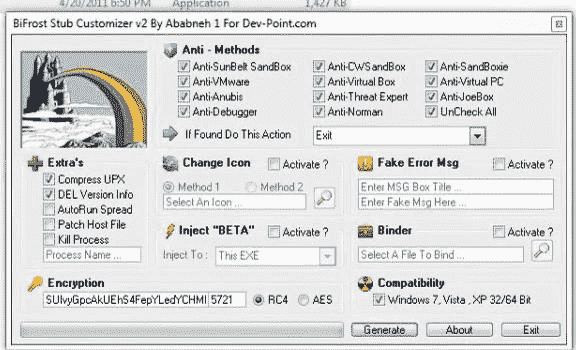 4/20/2011 6:50 PM Application 1,427 KB
BiFrost Stub Customizer v2 By Ababneh 1 For Dev-Point.com
Anti - Methods
Anti-SunBelt SandBox Anti-CWSandBox Anti-Sandboxie
Anti-VMware Anti-Virtual Box Anti-Virtual PC
Anti-Anubis Anti-Threat Expert Anti-JoeBox
Anti-Debugger Anti-Norman UnCheck All
If Found Do This Action Exit
Extra's
Compress UPX
DEL Version Info
AutoRun Spread
Patch Host File
Kill Process
Process Name ...
Change Icon Activate ?
Method 1 Method 2
Select An Icon ...
Fake Error Msg Activate ?
Enter MSG Box Title ...
Enter Fake Msg Here ...
Inject "BETA" Activate ?
Inject To : This EXE
Binder Activate ?
Select A File To Bind ...
Encryption
SUlvyGpcAkUEhS4FepYLedYCHMI 5721 RC4 AES
Compatibility
Windows 7, Vista , XP 32/64 Bit
Generate About Exit